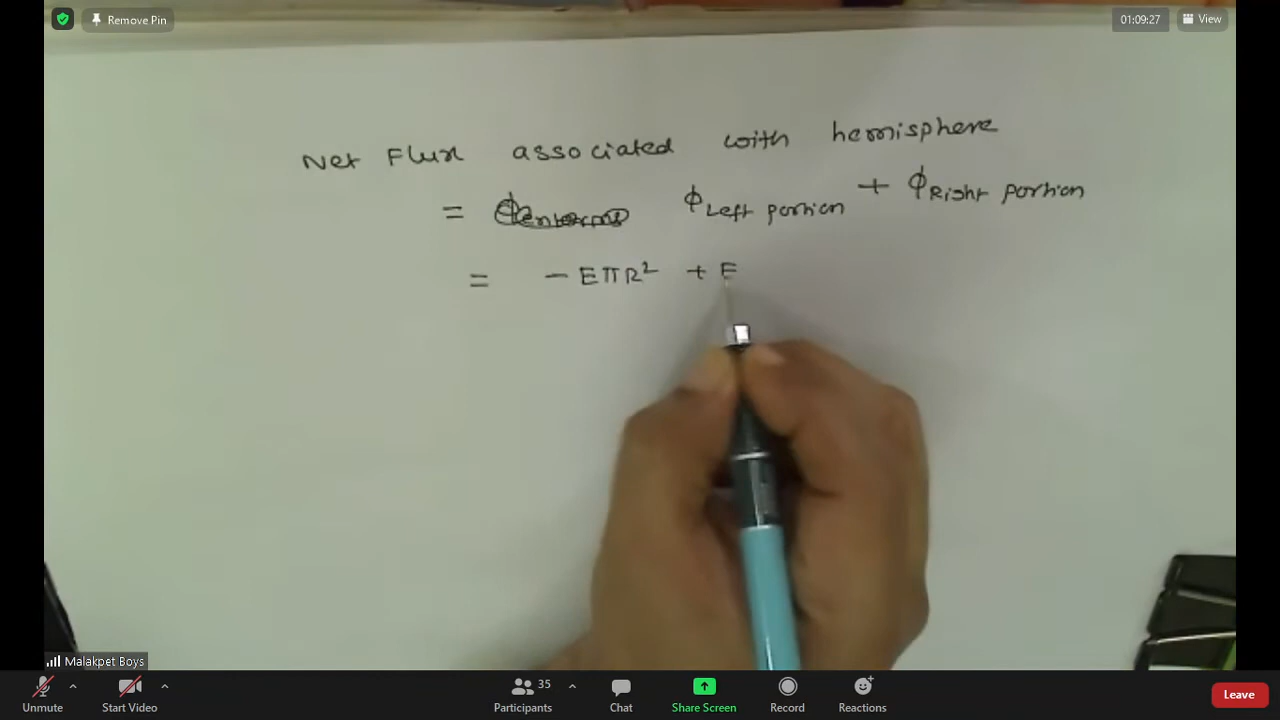 Remove Pin
01:09:27
View
Net Flux associated with hemisphere
= ϕLeft portion + ϕRight portion
= - EπR² + E
Malakpet Boys
Unmute
Start Video
35
Participants
Chat
Share Screen
Record
Reactions
Leave